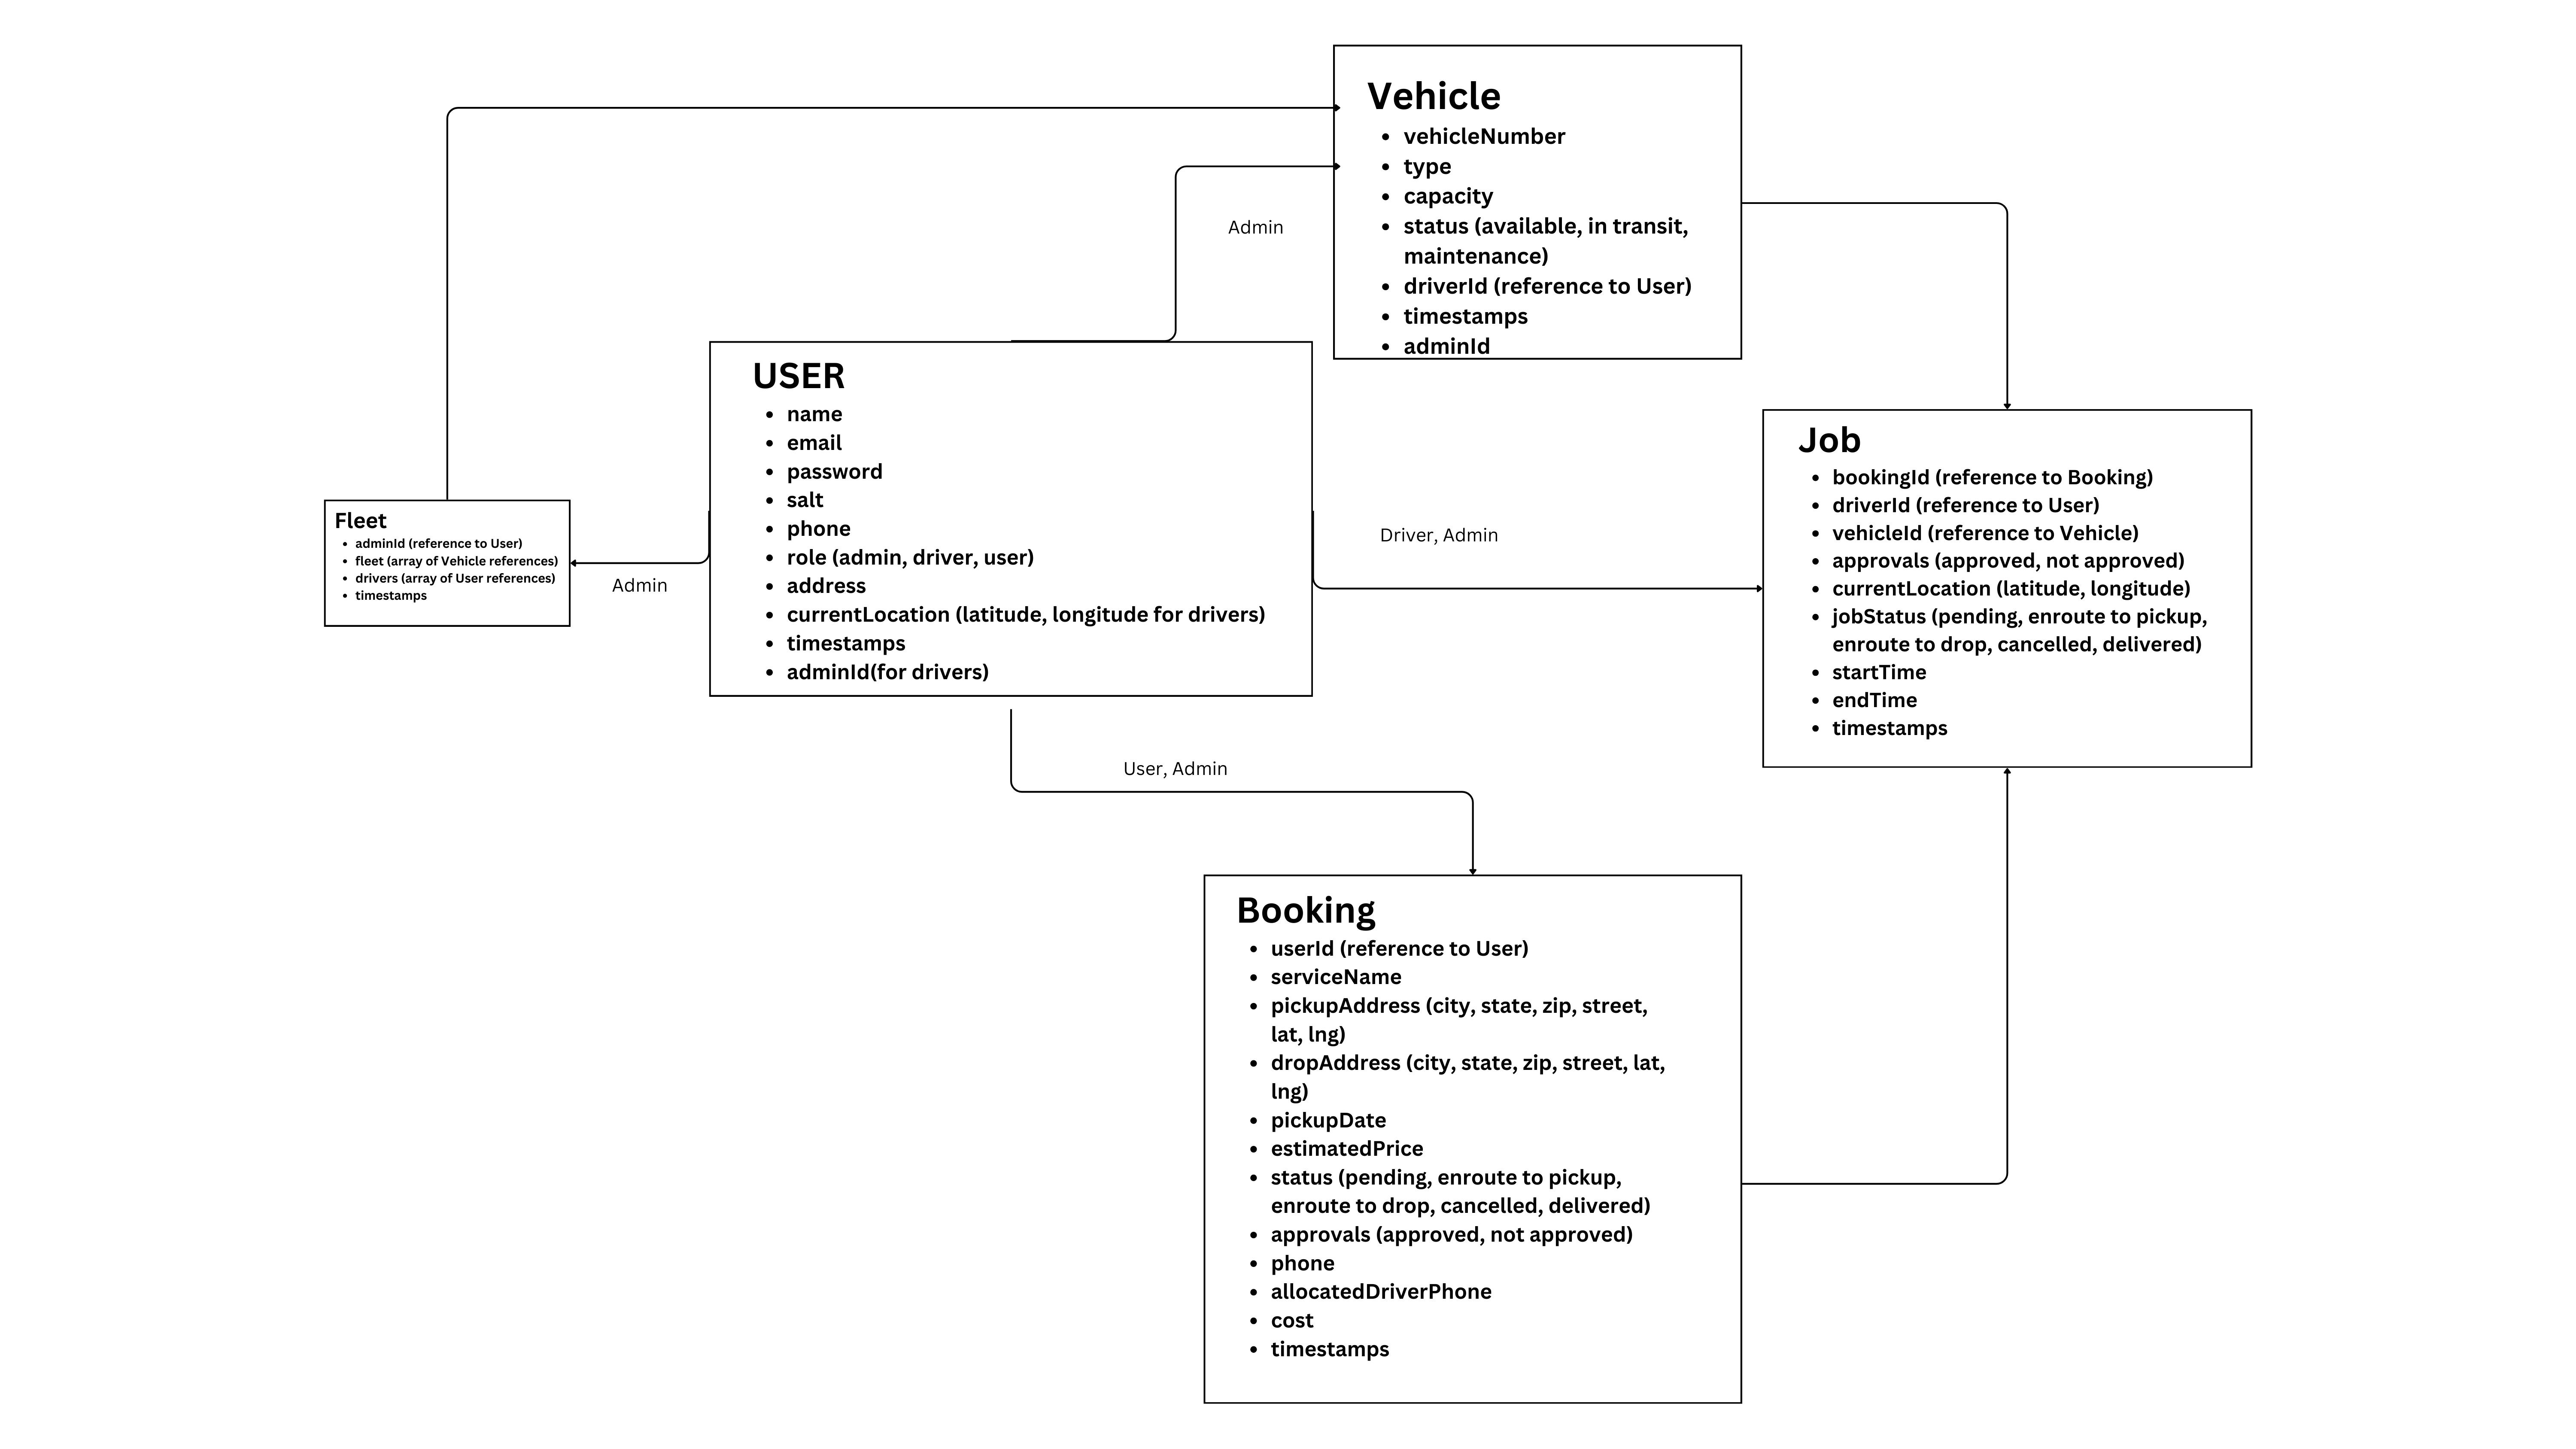 Vehicle
• vehicleNumber
• type
• capacity
• status (available, in transit,
maintenance)
• driverId (reference to User)
• timestamps
• adminId
Admin
USER
• name
• email
• password
• salt
• phone
• role (admin, driver, user)
• address
• currentLocation (latitude, longitude for drivers)
• timestamps
• adminId(for drivers)
Fleet
• adminId (reference to User)
• fleet (array of Vehicle references)
• drivers (array of User references)
• timestamps
Admin
Driver, Admin
Job
• bookingId (reference to Booking)
• driverId (reference to User)
• vehicleId (reference to Vehicle)
• approvals (approved, not approved)
• currentLocation (latitude, longitude)
• jobStatus (pending, enroute to pickup,
enroute to drop, cancelled, delivered)
• startTime
• endTime
• timestamps
User, Admin
Booking
• userId (reference to User)
• serviceName
• pickupAddress (city, state, zip, street,
lat, lng)
• dropAddress (city, state, zip, street, lat,
lng)
• pickupDate
• estimatedPrice
• status (pending, enroute to pickup,
enroute to drop, cancelled, delivered)
• approvals (approved, not approved)
• phone
• allocatedDriverPhone
• cost
• timestamps